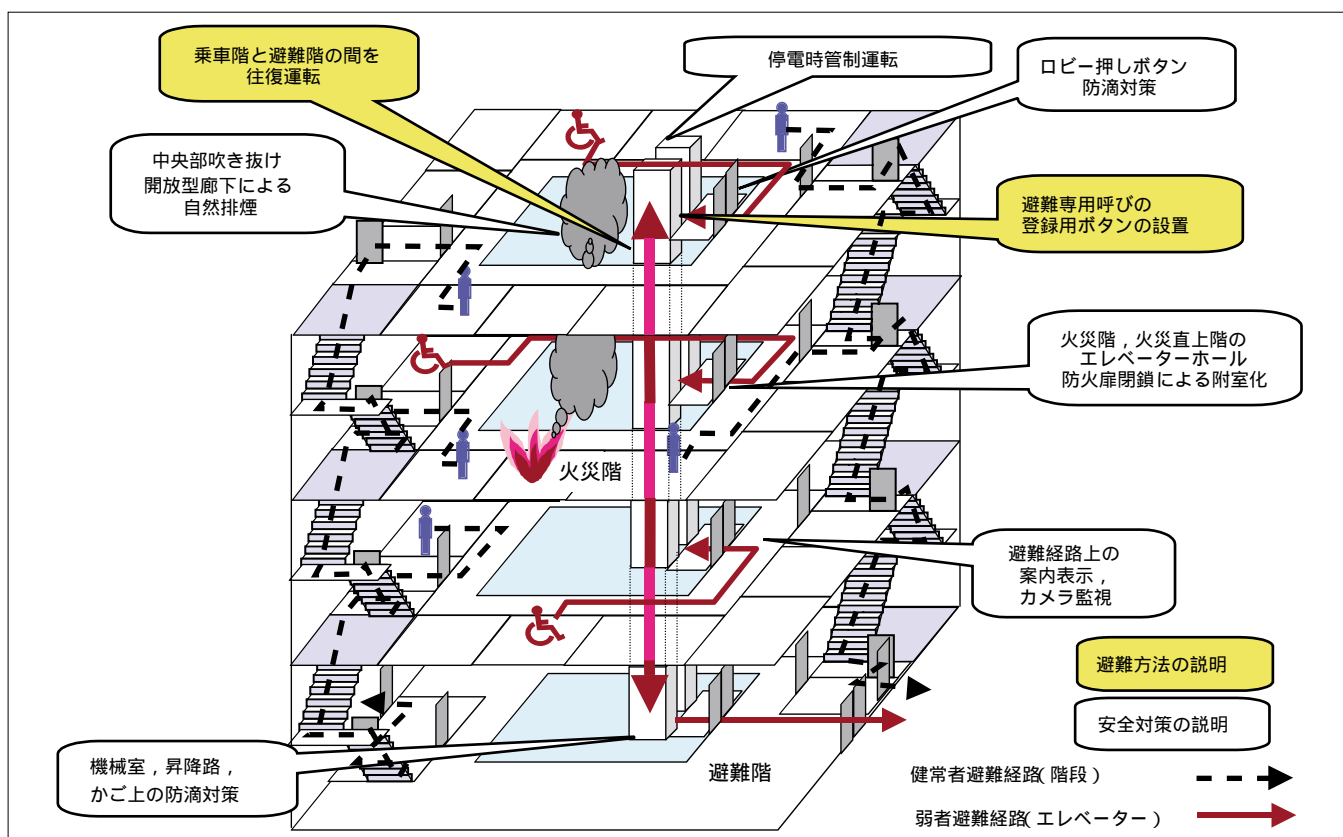 乗車階と避難階の間を
往復運転
停電時管制運転
ロビー押しボタン
防滴対策
中央部吹き抜け
開放型廊下による
自然排煙
避難専用呼びの
登録用ボタンの設置
火災階，火災直上階の
エレベーターホール
防火扉閉鎖による附室化
火災階
避難経路上の
案内表示，
カメラ監視
避難方法の説明
安全対策の説明
機械室，昇降路，
かご上の防滴対策
避難階
健常者避難経路（階段）
弱者避難経路（エレベーター）